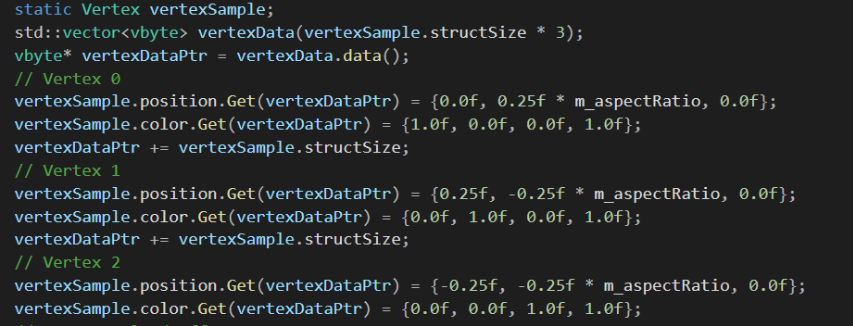 static Vertex vertexSample;
std::vector<vbyte> vertexData(vertexSample.structSize * 3);
vbyte* vertexDataPtr = vertexData.data();
// Vertex 0
vertexSample.position.Get(vertexDataPtr) = {0.0f, 0.25f * m_aspectRatio, 0.0f};
vertexSample.color.Get(vertexDataPtr) = {1.0f, 0.0f, 0.0f, 1.0f};
vertexDataPtr += vertexSample.structSize;
// Vertex 1
vertexSample.position.Get(vertexDataPtr) = {0.25f, -0.25f * m_aspectRatio, 0.0f};
vertexSample.color.Get(vertexDataPtr) = {0.0f, 1.0f, 0.0f, 1.0f};
vertexDataPtr += vertexSample.structSize;
// Vertex 2
vertexSample.position.Get(vertexDataPtr) = {-0.25f, -0.25f * m_aspectRatio, 0.0f};
vertexSample.color.Get(vertexDataPtr) = {0.0f, 0.0f, 1.0f, 1.0f};